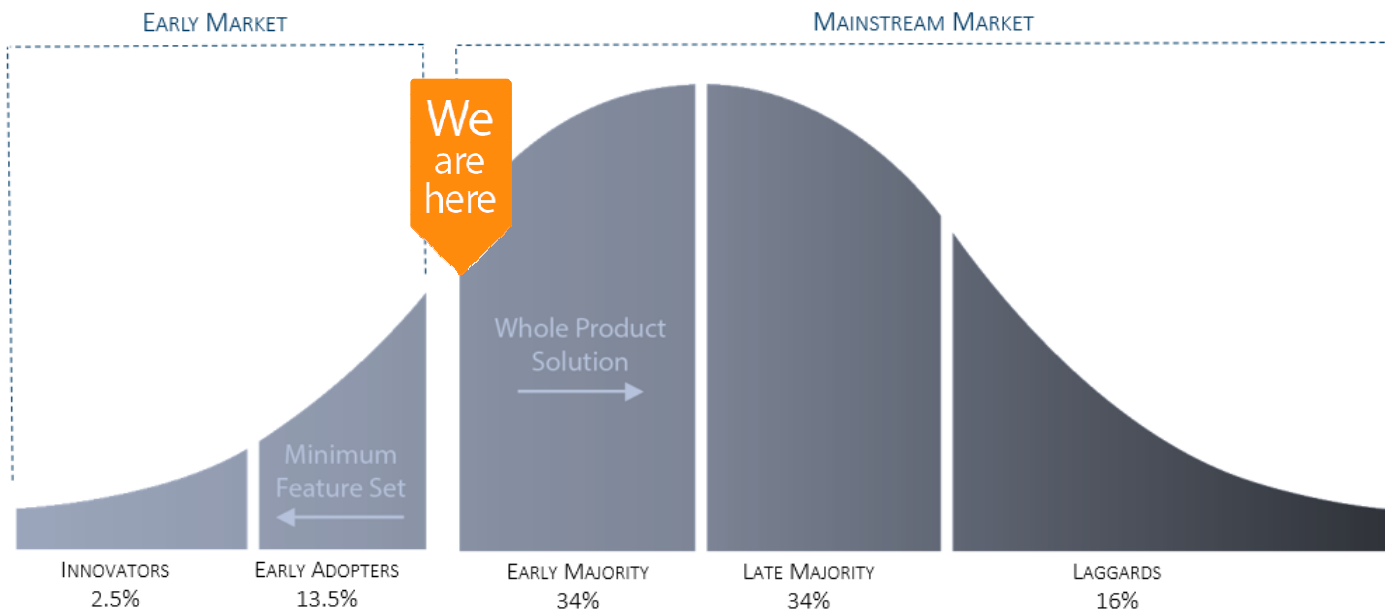 EARLY MARKET
MAINSTREAM MARKET
We
are
here
Whole Product
Solution
Minimum
Feature Set
INNOVATORS
2.5%
EARLY ADOPTERS
13.5%
EARLY MAJORITY
34%
LATE MAJORITY
34%
LAGGARDS
16%